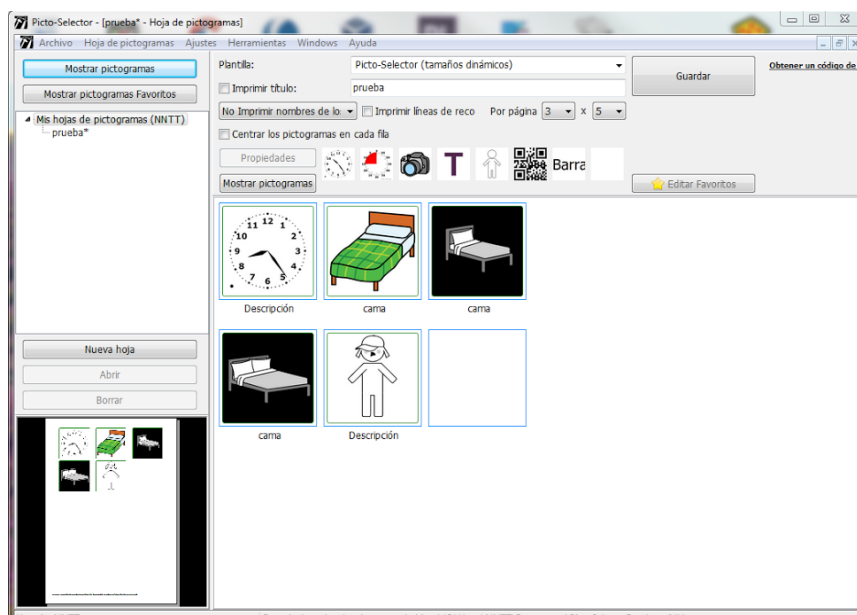 Picto-Selector - [prueba* - Hoja de pictogramas]
Archivo Hoja de pictogramas Ajustes Herramientas Windows Ayuda
Mostrar pictogramas
Mostrar pictogramas Favoritos
Mis hojas de pictogramas (NNTT)
prueba*
Plantilla: Picto-Selector (tamaños dinámicos)
Imprimir título: prueba
No Imprimir nombres de lo Imprimir líneas de reco Por página 3 x 5
Centrar los pictogramas en cada fila
Guardar
Obtener un código de
Propiedades
Mostrar pictogramas
T
Barra
Editar Favoritos
11 12 1
10 2
9 3
8 4
7 6 5
Descripción cama cama
cama Descripción
Nueva hoja
Abrir
Borrar